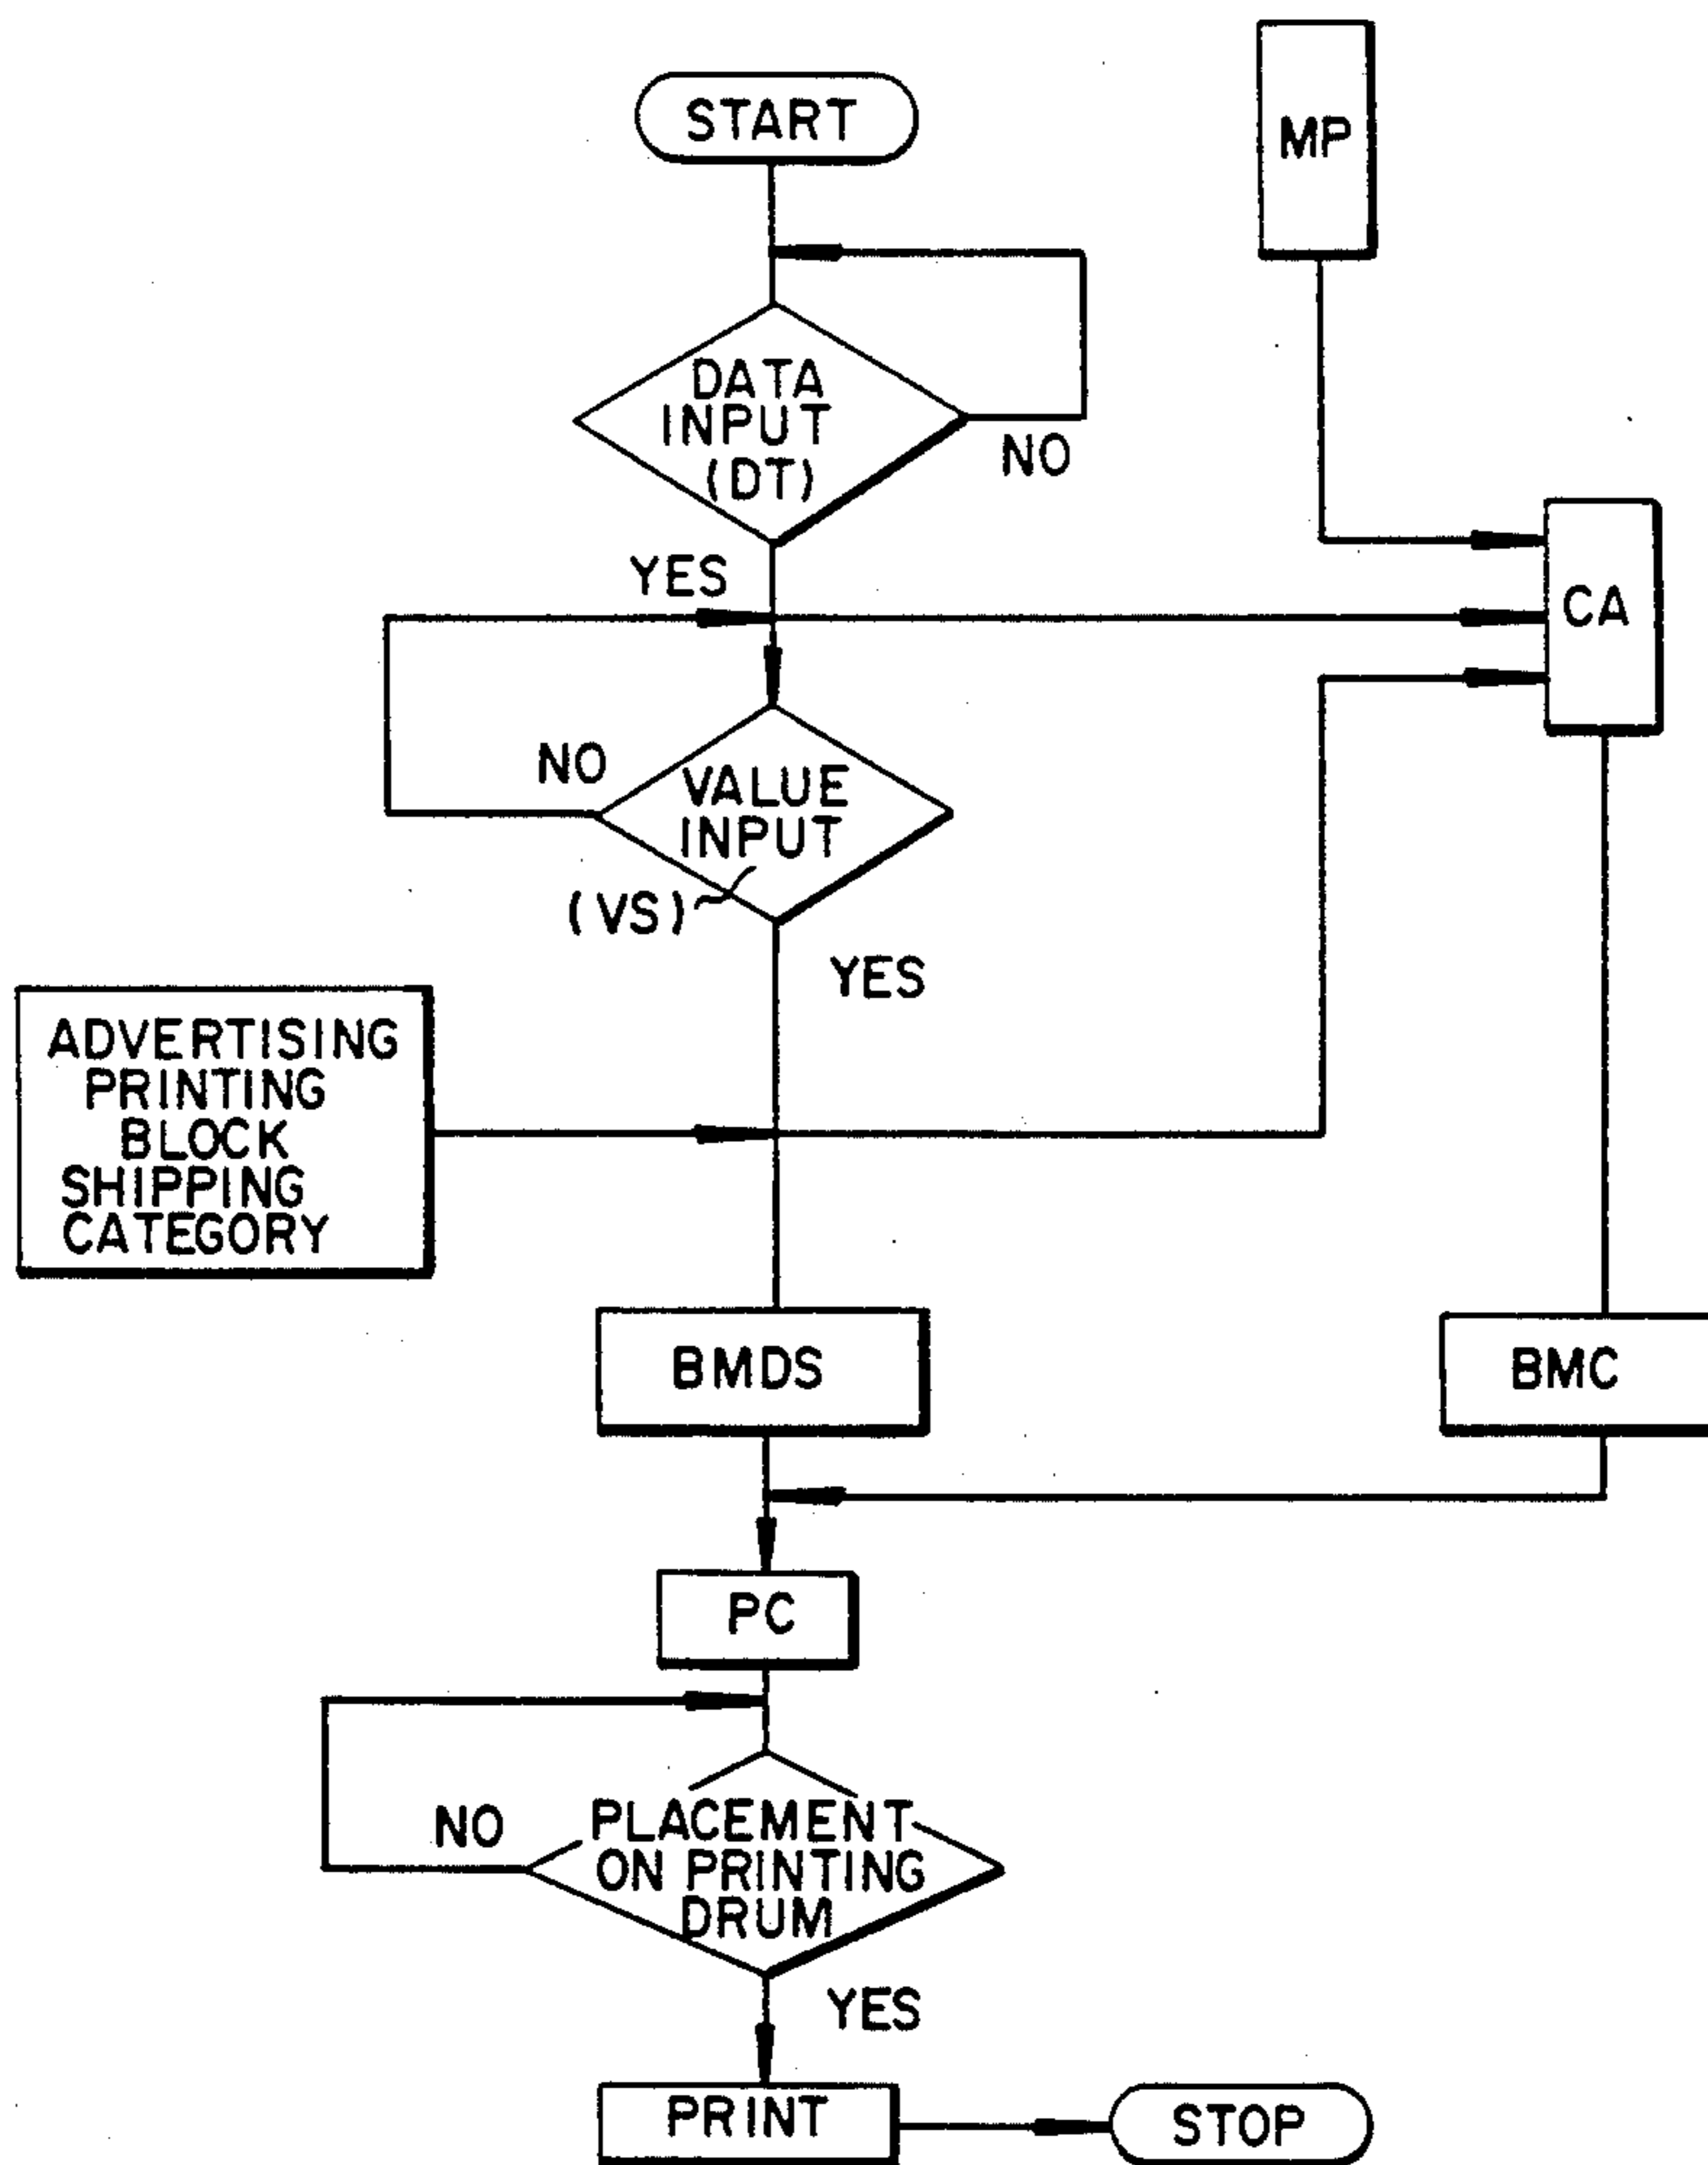 START
MP
DATA
INPUT
(DT)
NO
YES
CA
NO
VALUE
INPUT
(VS)
YES
ADVERTISING
PRINTING
BLOCK
SHIPPING
CATEGORY
BMDS
BMC
PC
NO
PLACEMENT
ON PRINTING
DRUM
YES
PRINT
STOP